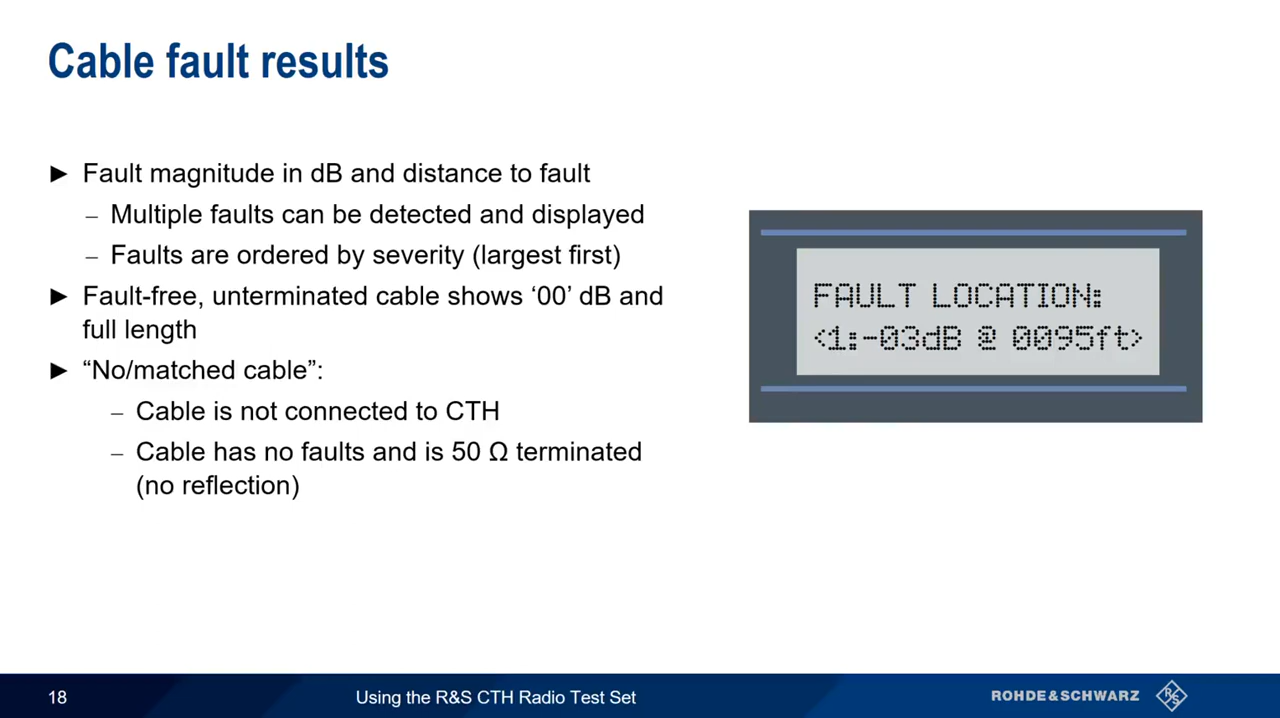 Cable fault results
► Fault magnitude in dB and distance to fault
– Multiple faults can be detected and displayed
– Faults are ordered by severity (largest first)
► Fault-free, unterminated cable shows ‘00’ dB and
full length
► “No/matched cable”:
– Cable is not connected to CTH
– Cable has no faults and is 50 Ω terminated
(no reflection)
FAULT LOCATION:
<1:-03dB @ 0095ft>
18
Using the R&S CTH Radio Test Set
ROHDE&SCHWARZ
R&S